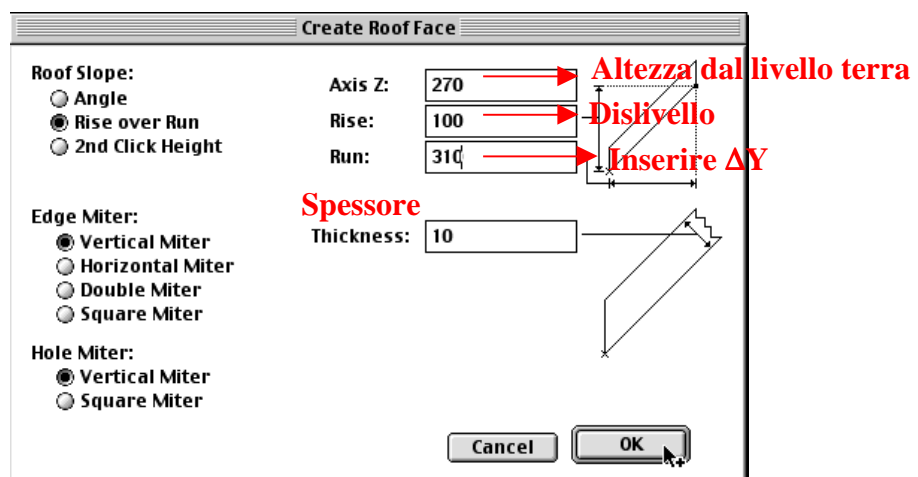 Create Roof Face
Roof Slope:
Angle
Rise over Run
2nd Click Height
Axis Z: 270 Altezza dal livello terra
Rise: 100 Dislivello
Run: 310 Inserire ΔY
Edge Miter:
Vertical Miter
Horizontal Miter
Double Miter
Square Miter
Spessore
Thickness: 10
Hole Miter:
Vertical Miter
Square Miter
Cancel OK